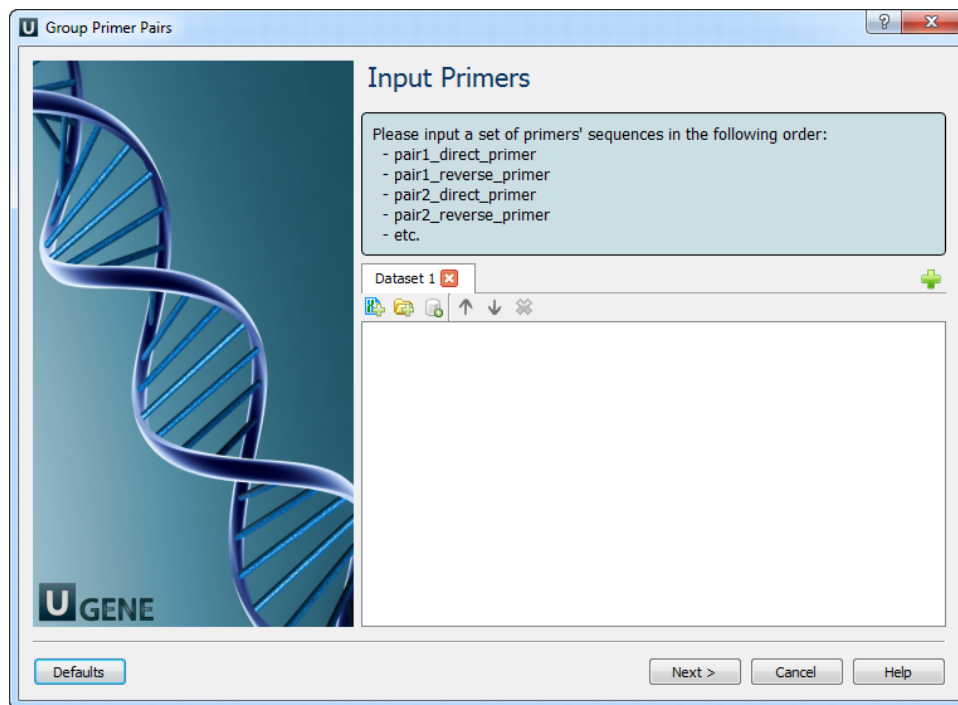 U Group Primer Pairs
?
Input Primers
Please input a set of primers' sequences in the following order:
- pair1_direct_primer
- pair1_reverse_primer
- pair2_direct_primer
- pair2_reverse_primer
- etc.
Dataset 1
U GENE
Defaults
Next >
Cancel
Help